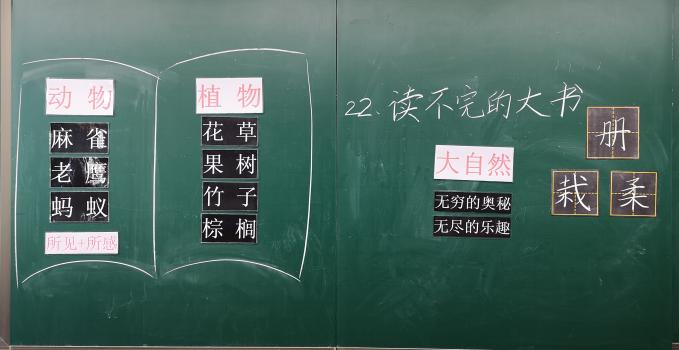 动物
麻雀
老鹰
蚂蚁
所见+所感
植物
花草
果树
竹子
棕榈
22、读不完的大书
大自然
无穷的奥秘
无尽的乐趣
册
栽
柔